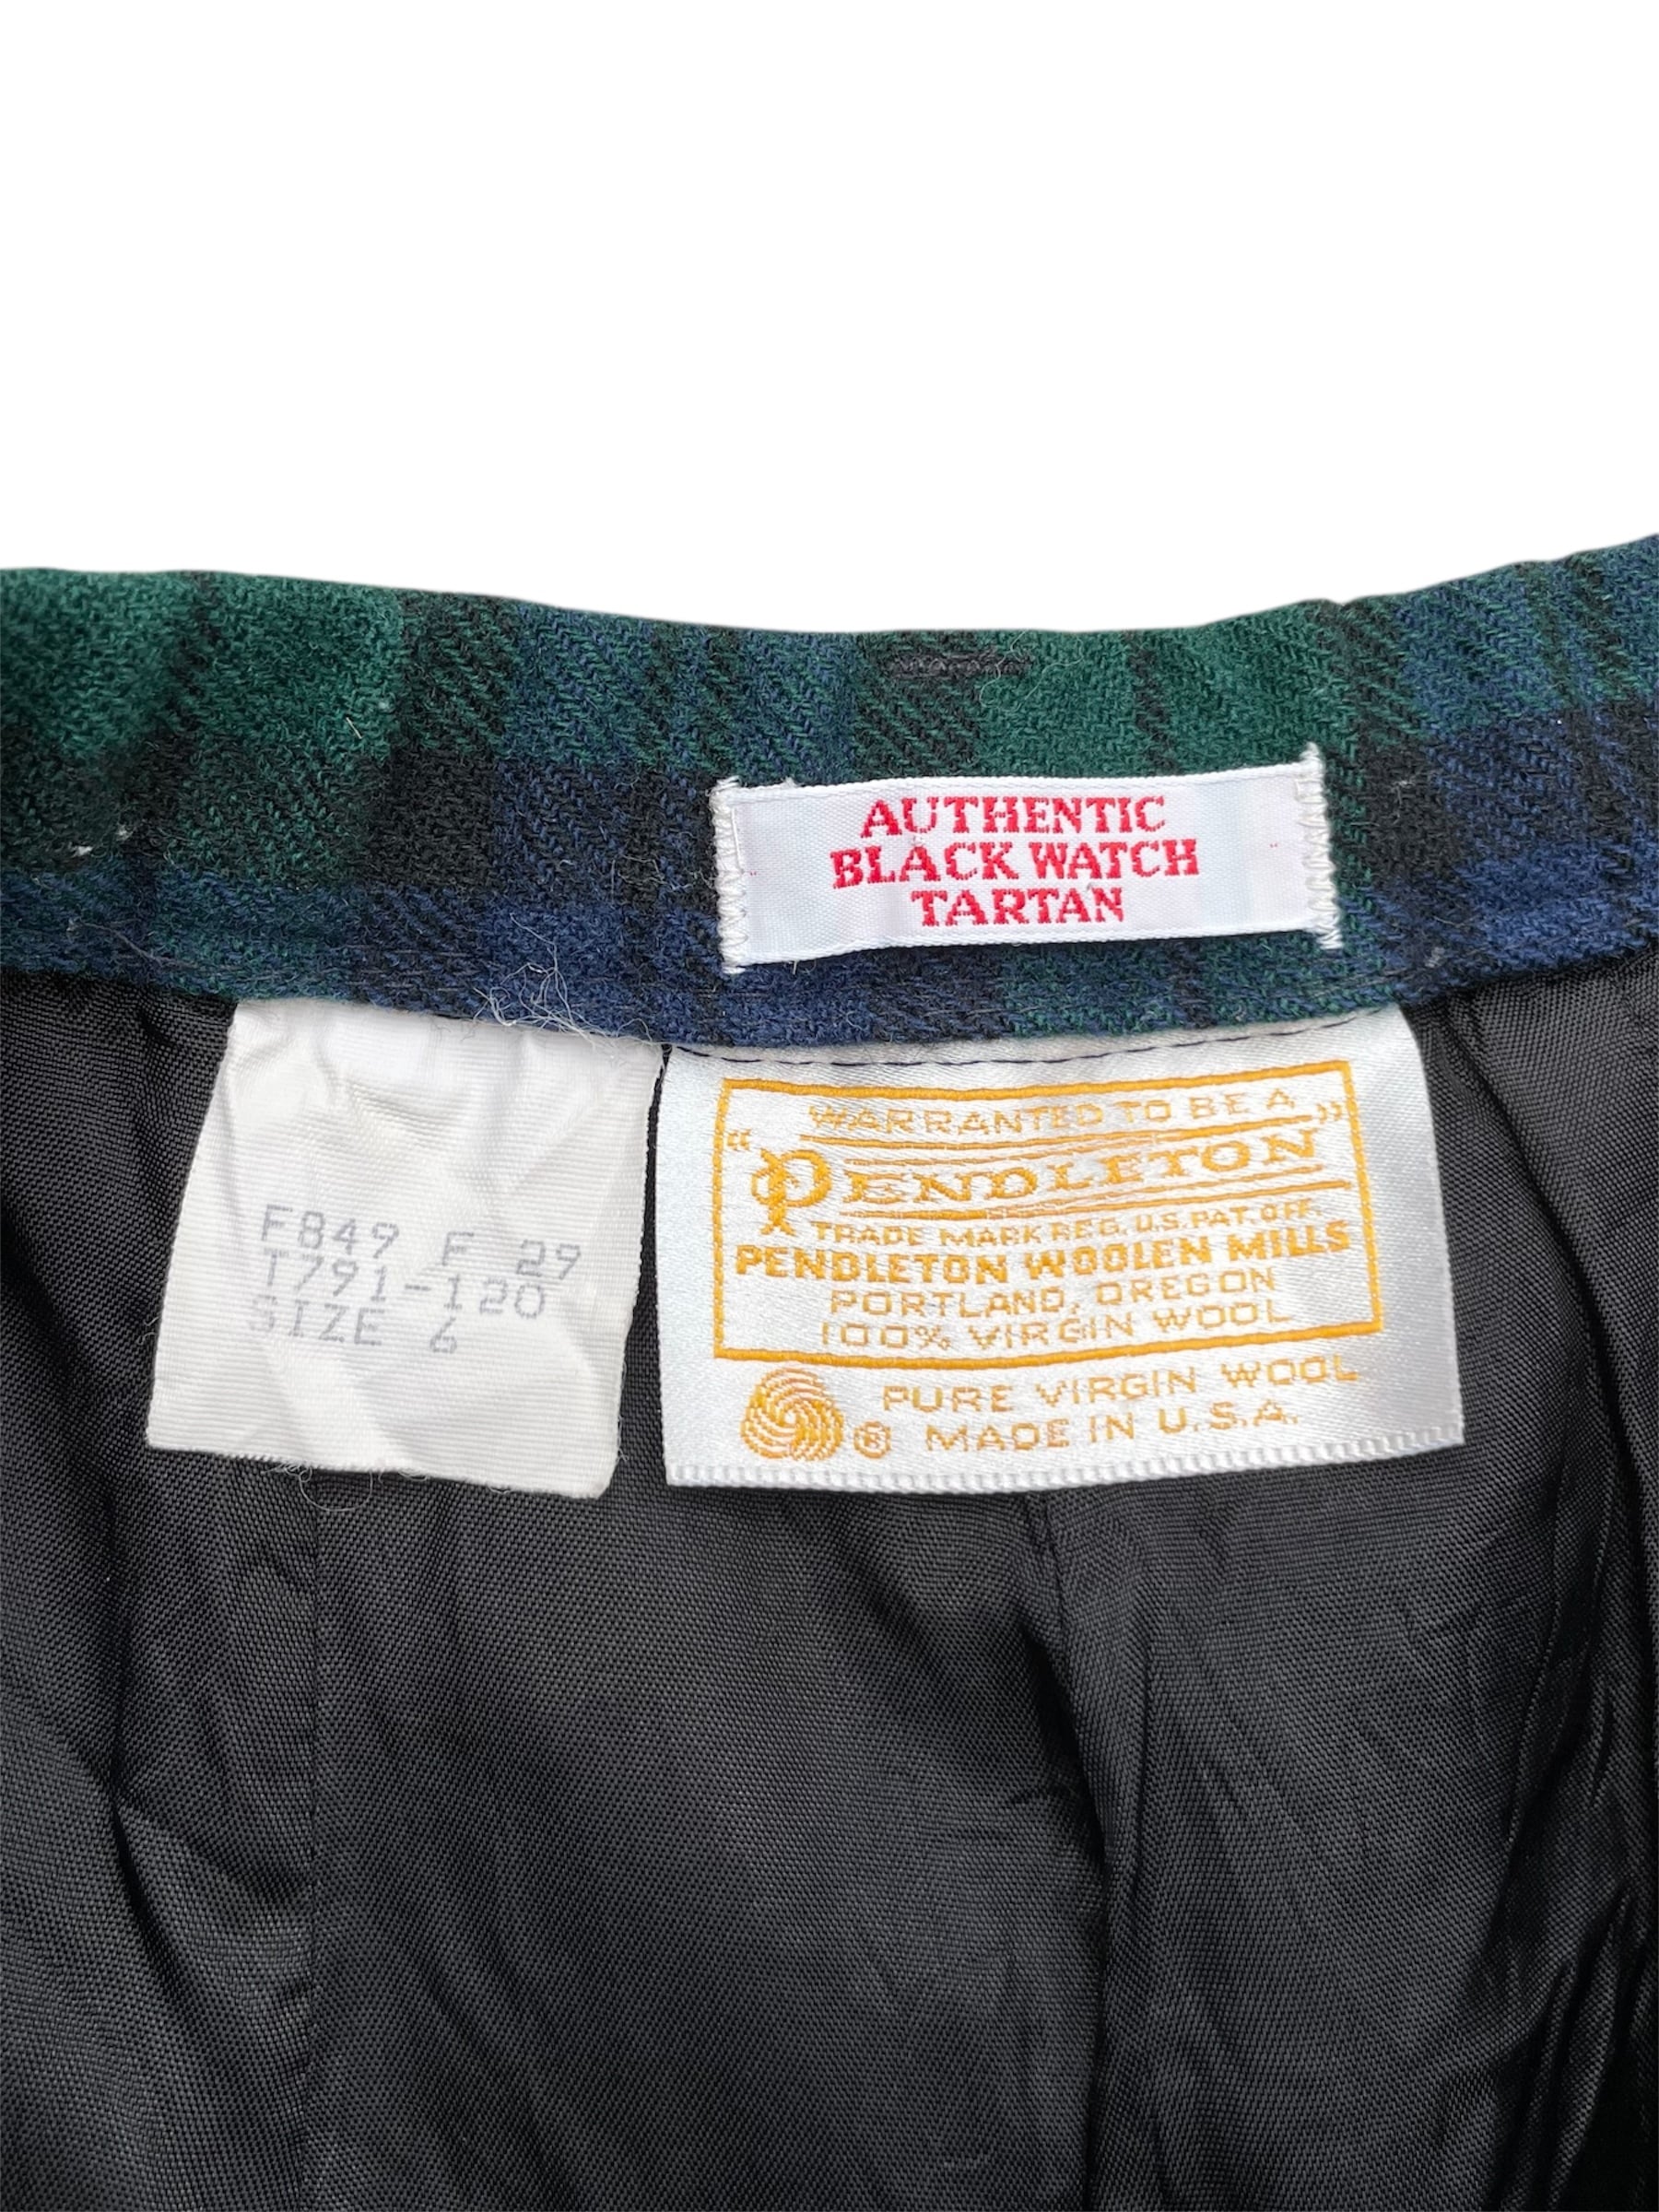 AUTHENTIC
BLACK WATCH
TARTAN
F849 F 29
T791-120
SIZE 6
WARRANTED TO BE A
“PENDLETON”
TRADE MARK REG. U.S. PAT. OFF.
PENDLETON WOOLEN MILLS
PORTLAND, OREGON
100% VIRGIN WOOL
PURE VIRGIN WOOL
® MADE IN U.S.A.